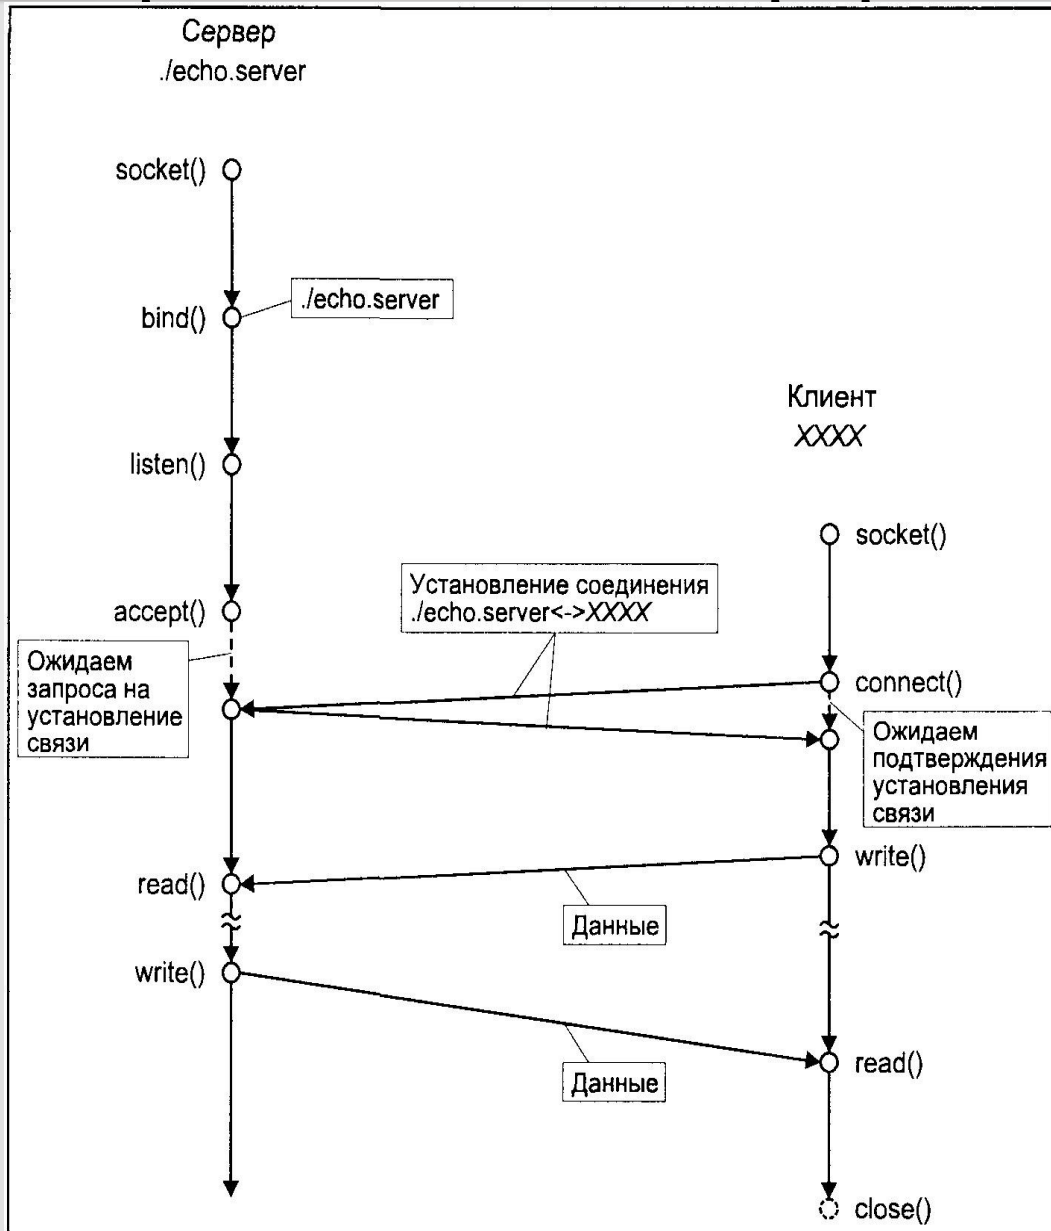 Сервер
./echo.server
socket()
./echo.server
bind()
Клиент
XXXX
listen()
socket()
Установление соединения
./echo.server<->XXXX
accept()
Ожидаем
запроса на
установление
связи
connect()
Ожидаем
подтверждения
установления
связи
write()
read()
Данные
write()
read()
Данные
close()